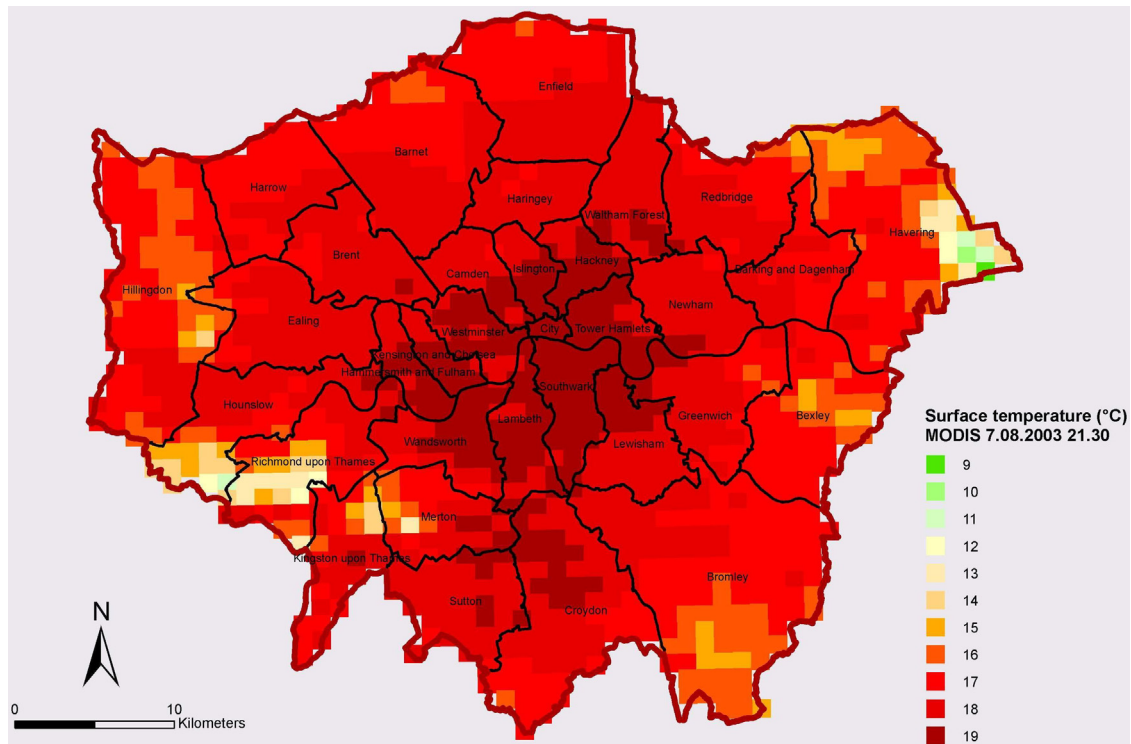 Enfield
Barnet
Harrow
Haringey
Waltham Forest
Redbridge
Havering
Brent
Camden
Islington
Hackney
Barking and Dagenham
Hillingdon
Ealing
Westminster
City
Tower Hamlets
Newham
Kensington and Chelsea
Hammersmith and Fulham
Hounslow
Southwark
Lambeth
Greenwich
Bexley
Wandsworth
Lewisham
Richmond upon Thames
Merton
Kingston upon Thames
Sutton
Croydon
Bromley
Surface temperature (°C)
MODIS 7.08.2003 21.30
9
10
11
12
13
14
15
16
17
18
19
N
0 10
Kilometers